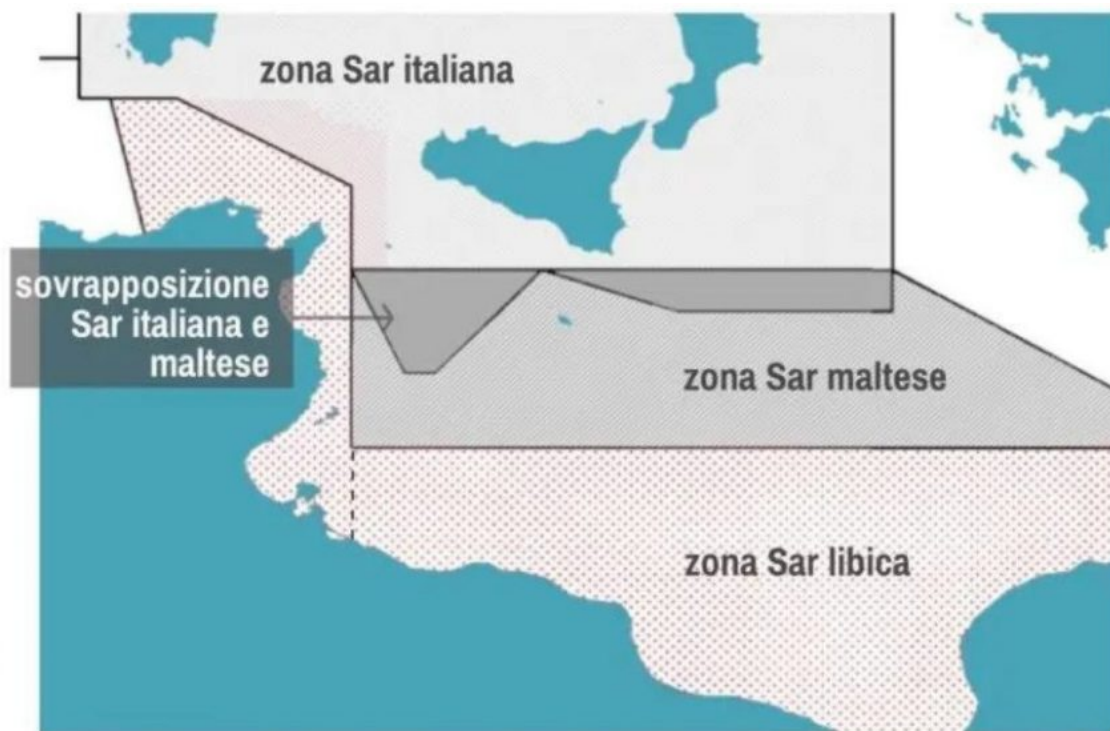 zona Sar italiana
sovrapposizione
Sar italiana e
maltese
zona Sar maltese
zona Sar libica